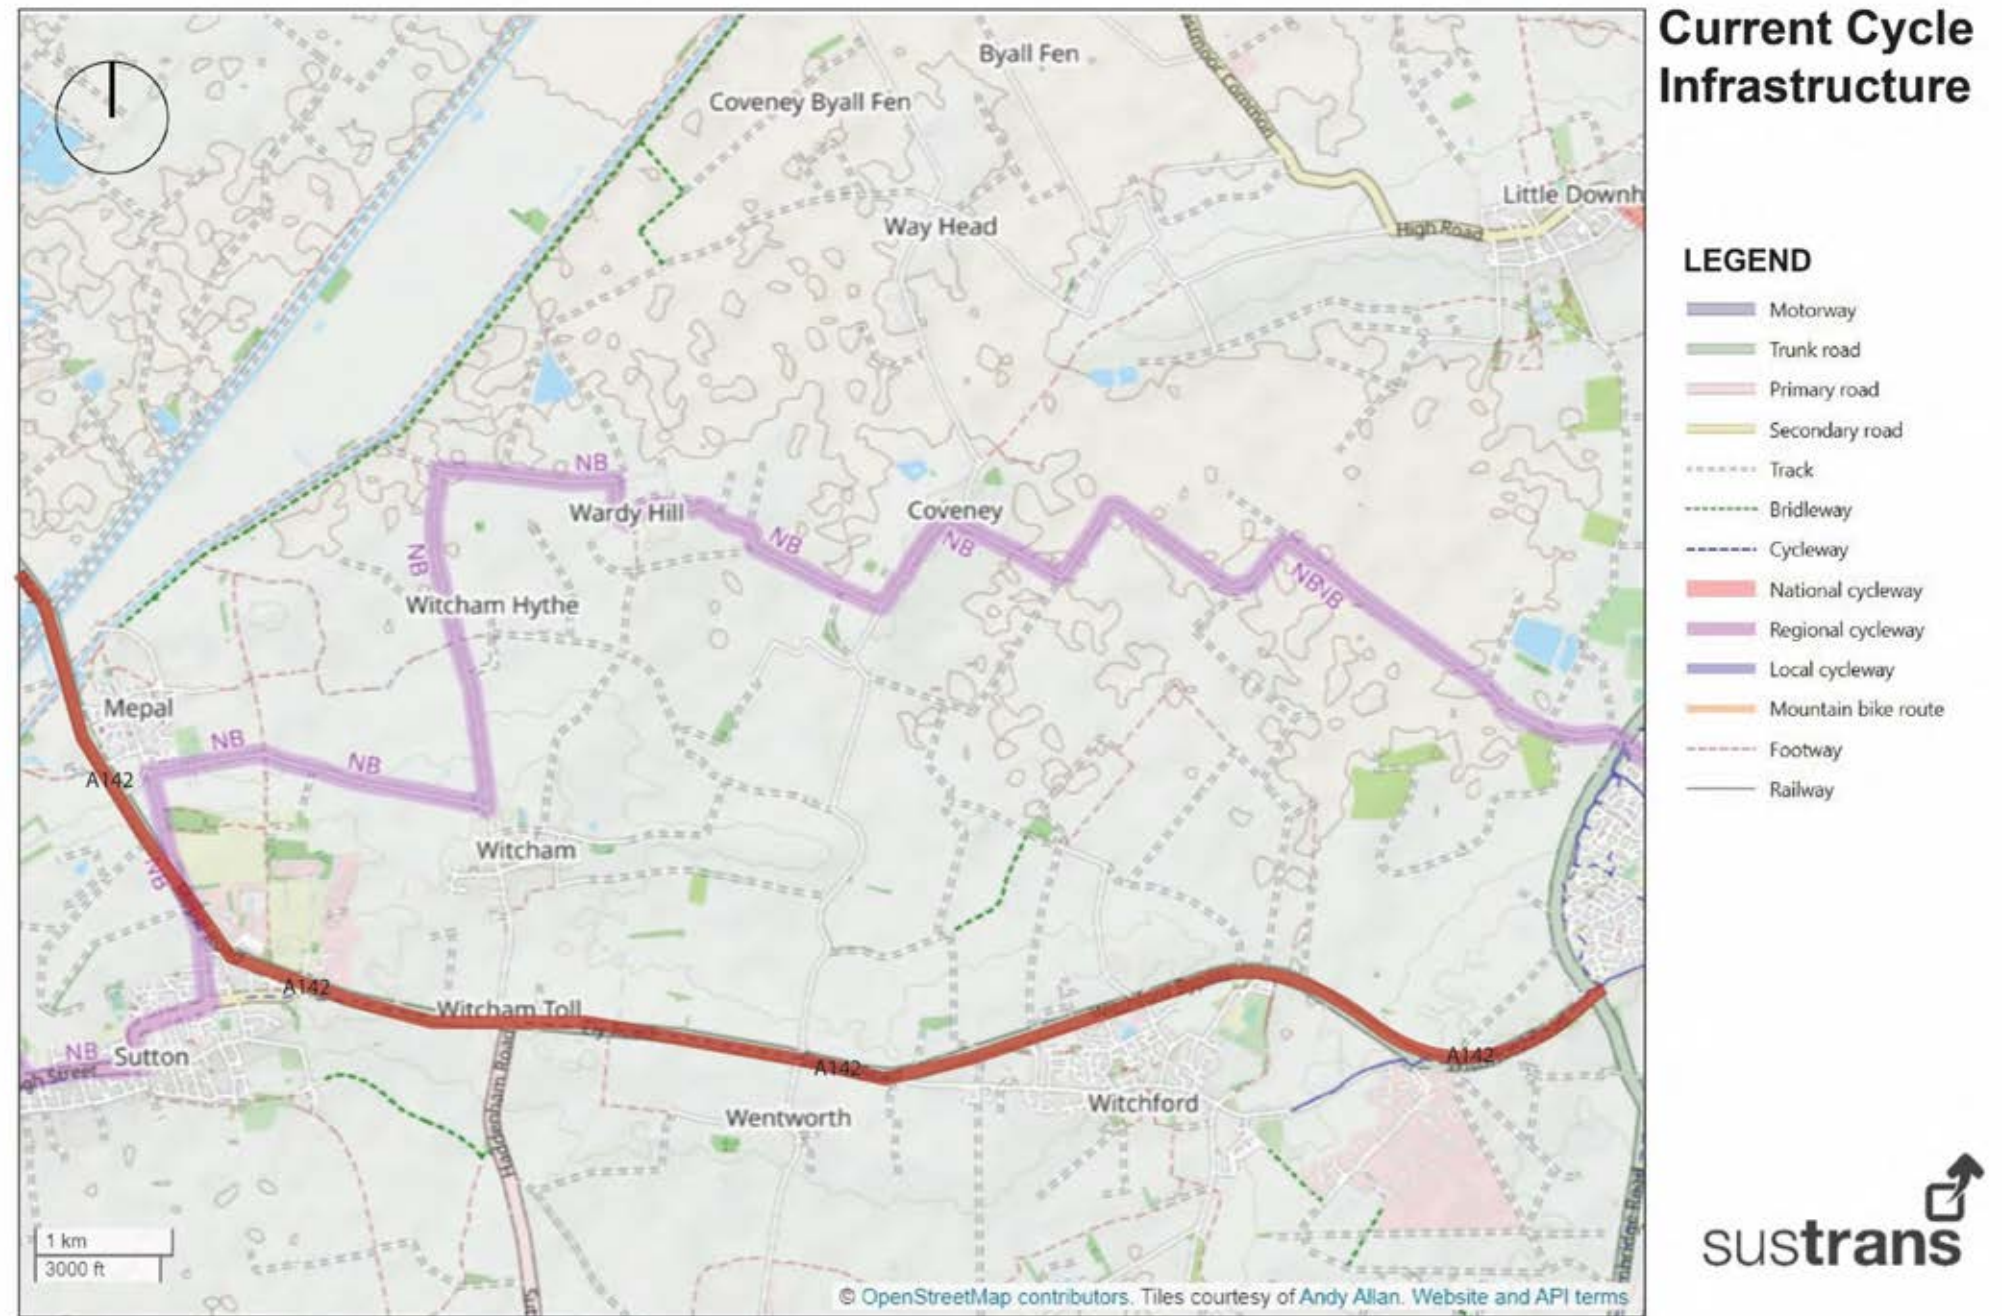 Current Cycle
Infrastructure
Byall Fen
Coveney Byall Fen
Little Downh
Way Head
High Road
LEGEND
Motorway
Trunk road
Primary road
Secondary road
Track
Bridleway
Cycleway
National cycleway
Regional cycleway
Local cycleway
Mountain bike route
Footway
Railway
NB
Wardy Hill
Coveney
NB
NB
NB
NB
Witcham Hythe
Mepal
NB
NB
A142
Witcham
NB
A142
Witcham Toll
NB
Sutton
gh Street
A142
A142
Haddenham Road
Wentworth
Witchford
1 km
3000 ft
© OpenStreetMap contributors. Tiles courtesy of Andy Allan. Website and API terms
sustrans